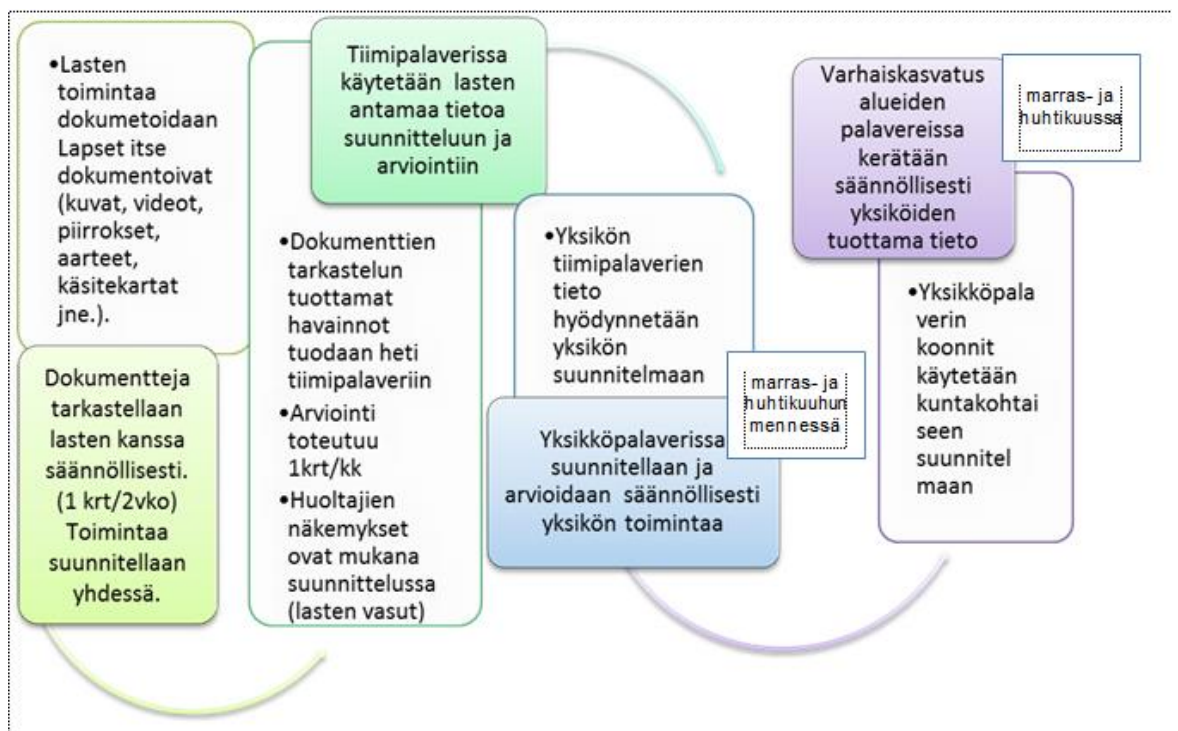 •Lasten
toimintaa
dokumetoidaan
Lapset itse
dokumentoivat
(kuvat, videot,
piirrokset,
aarteet,
käsitekartat
jne.).
Dokumentteja
tarkastellaan
lasten kanssa
säännöllisesti.
(1 krt/2vko)
Toimintaa
suunnitellaan
yhdessä.
Tiimipalaverissa
käytetään lasten
antamaa tietoa
suunnitteluun ja
arviointiin
•Dokumenttien
tarkastelun
tuottamat
havainnot
tuodaan heti
tiimipalaveriin
•Arviointi
toteutuu
1krt/kk
•Huoltajien
näkemykset
ovat mukana
suunnittelussa
(lasten vasut)
•Yksikön
tiimipalaverien
tieto
hyödynnetään
yksikön
suunnitelmaan
marras- ja
huhtikuuhun
mennessä
Yksikköpalaverissa
suunnitellaan ja
arvioidaan säännöllisesti
yksikön toimintaa
Varhaiskasvatus
alueiden
palavereissa
kerätään
säännöllisesti
yksiköiden
tuottama tieto
marras- ja
huhtikuussa
•Yksikköpala
verin
koonnit
käytetään
kuntakohtai
seen
suunnitel
maan